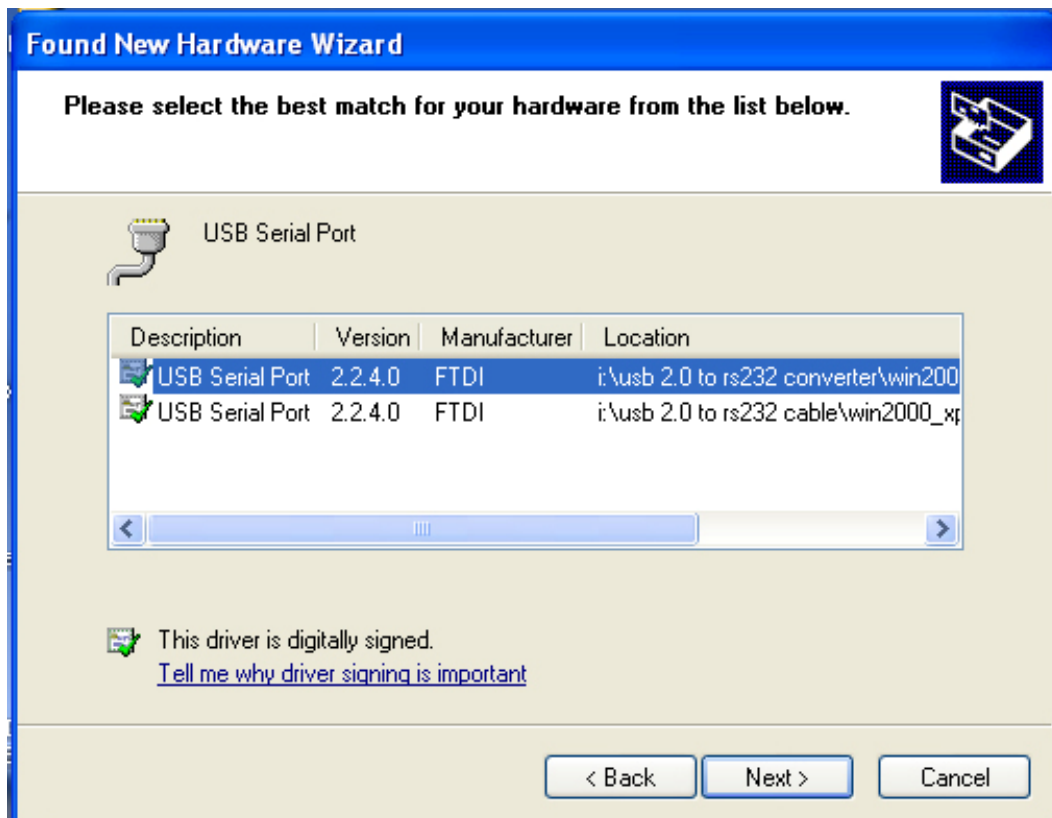 Found New Hardware Wizard
Please select the best match for your hardware from the list below.
USB Serial Port
Description Version Manufacturer Location
USB Serial Port 2.2.4.0 FTDI i:\usb 2.0 to rs232 converter\win200
USB Serial Port 2.2.4.0 FTDI i:\usb 2.0 to rs232 cable\win2000_xp
This driver is digitally signed.
Tell me why driver signing is important
< Back Next > Cancel